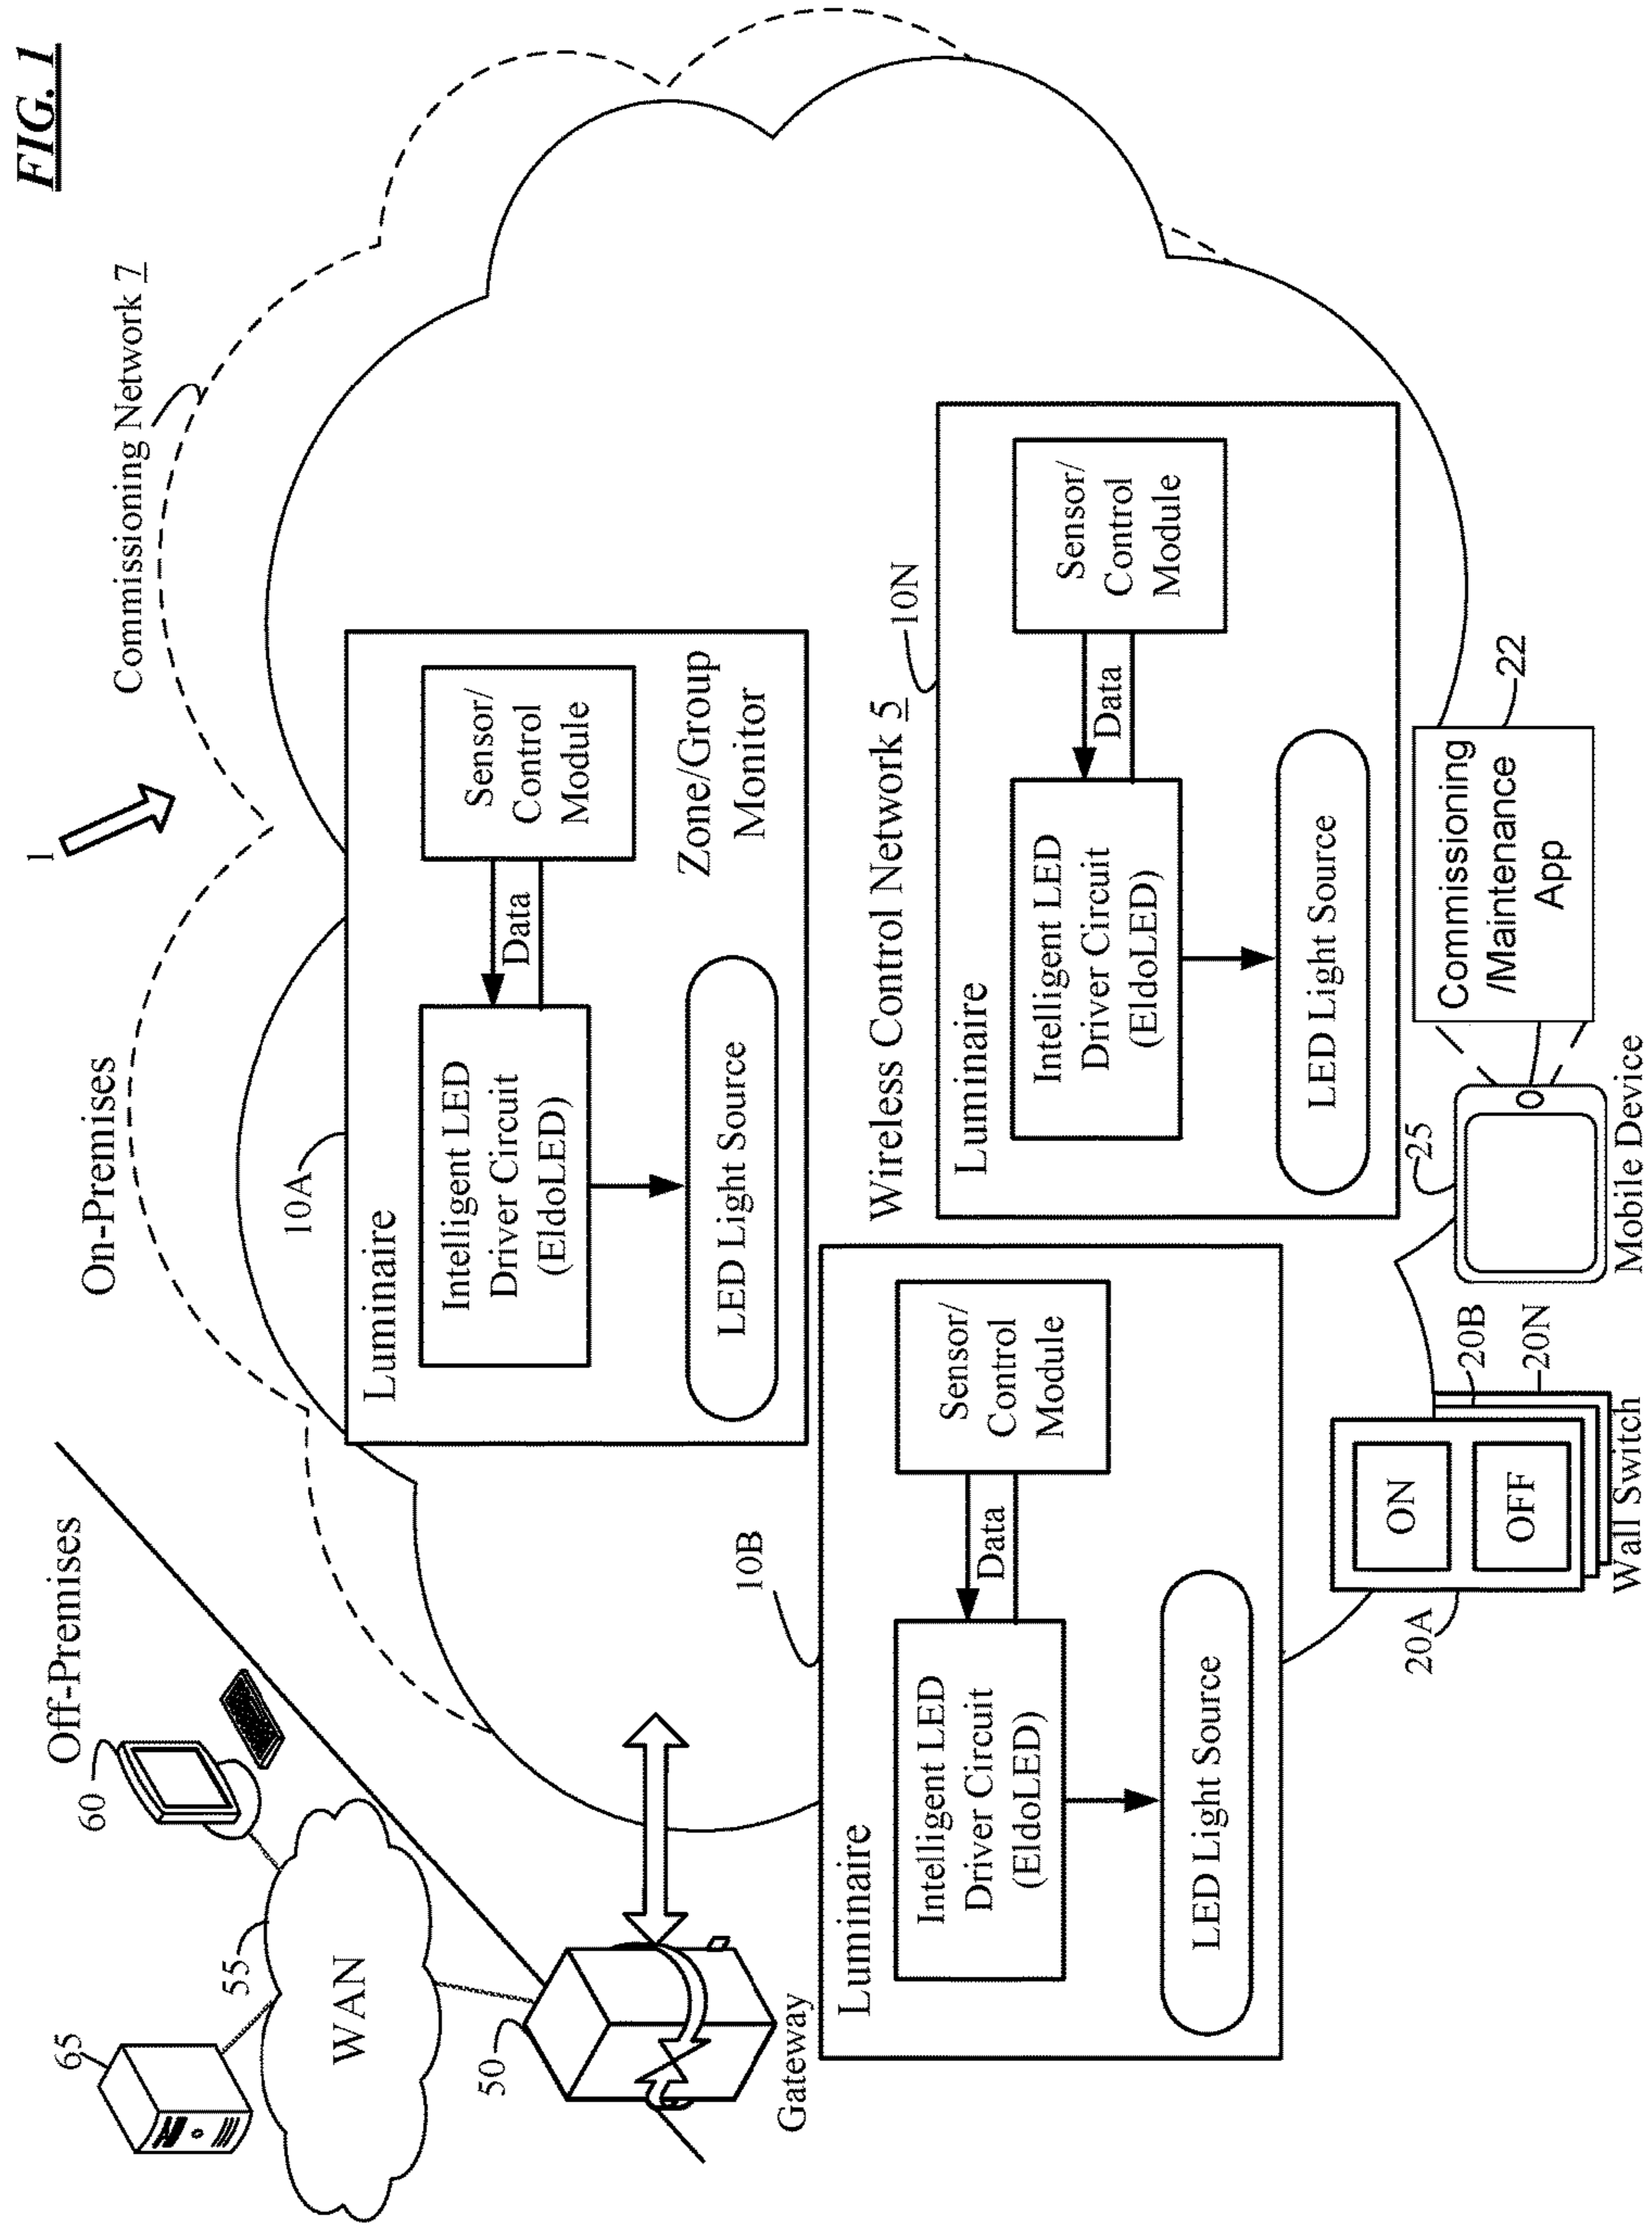 FIG. 1
1
Commissioning Network 7
On-Premises
Off-Premises
60
65
55
WAN
50
Gateway
10A
Luminaire
Intelligent LED
Driver Circuit
(EldoLED)
Data
Sensor/
Control
Module
LED Light Source
Zone/Group
Monitor
Wireless Control Network 5
10B
Luminaire
Intelligent LED
Driver Circuit
(EldoLED)
Data
Sensor/
Control
Module
LED Light Source
10N
Luminaire
Intelligent LED
Driver Circuit
(EldoLED)
Data
Sensor/
Control
Module
LED Light Source
20A
ON
OFF
20B
20N
Wall Switch
25
Mobile Device
Commissioning
/Maintenance
App
22